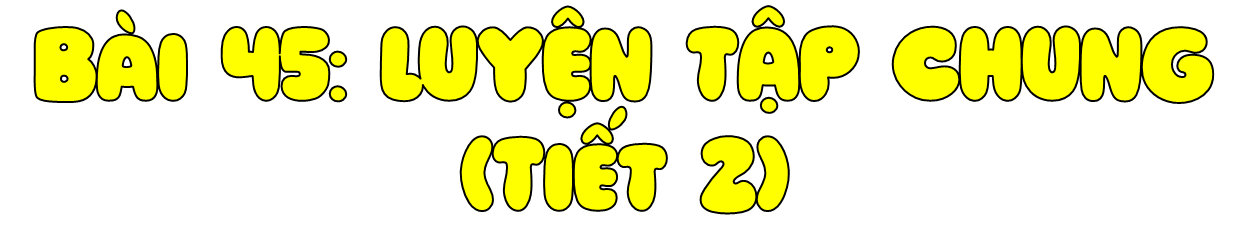 BÀI 45: LUYỆN TẬP CHUNG
(TIẾT 2)